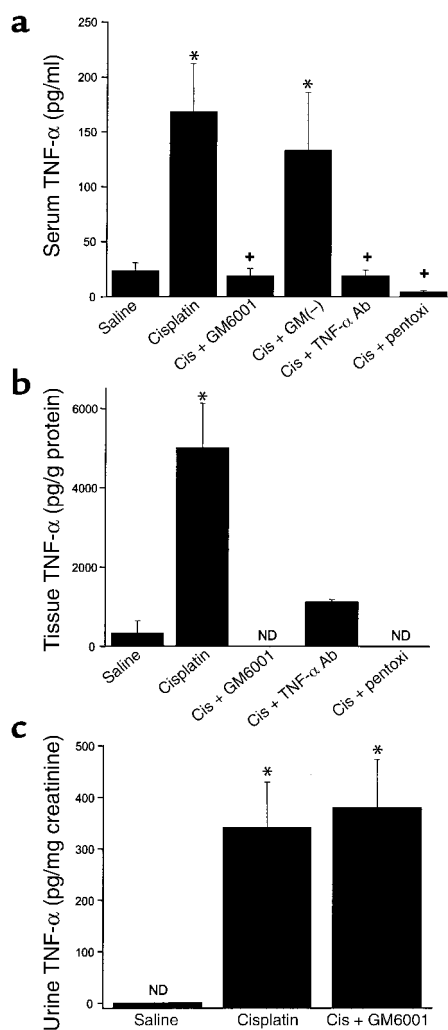 a
Serum TNF-α (pg/ml)
250
200
150
100
50
0
*
*
+
+
+
Saline
Cisplatin
Cis + GM6001
Cis + GM(–)
Cis + TNF-α Ab
Cis + pentoxi
b
Tissue TNF-α (pg/g protein)
6000
4000
2000
0
*
ND
ND
Saline
Cisplatin
Cis + GM6001
Cis + TNF-α Ab
Cis + pentoxi
c
Urine TNF-α (pg/mg creatinine)
500
400
300
200
100
0
ND
*
*
Saline
Cisplatin
Cis + GM6001